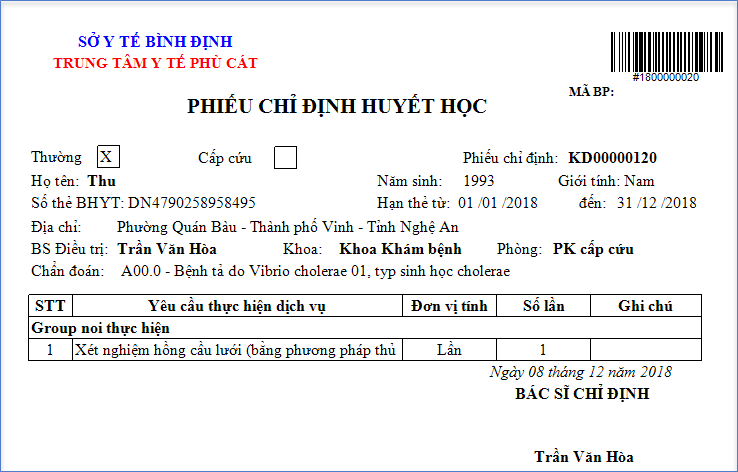 SỞ Y TẾ BÌNH ĐỊNH
TRUNG TÂM Y TẾ PHÙ CÁT
#1800000020
MÃ BP:
PHIẾU CHỈ ĐỊNH HUYẾT HỌC
Thường X Cấp cứu Phiếu chỉ định: KD00000120
Họ tên: Thu Năm sinh: 1993 Giới tính: Nam
Số thẻ BHYT: DN4790258958495 Hạn thẻ từ: 01 /01 /2018 đến: 31 /12 /2018
Địa chỉ: Phường Quán Bàu - Thành phố Vinh - Tỉnh Nghệ An
BS Điều trị: Trần Văn Hòa Khoa: Khoa Khám bệnh Phòng: PK cấp cứu
Chẩn đoán: A00.0 - Bệnh tả do Vibrio cholerae 01, typ sinh học cholerae
STT Yêu cầu thực hiện dịch vụ Đơn vị tính Số lần Ghi chú
Group noi thực hiện
1 Xét nghiệm hồng cầu lưới (bằng phương pháp thủ Lần 1
Ngày 08 tháng 12 năm 2018
BÁC SĨ CHỈ ĐỊNH
Trần Văn Hòa